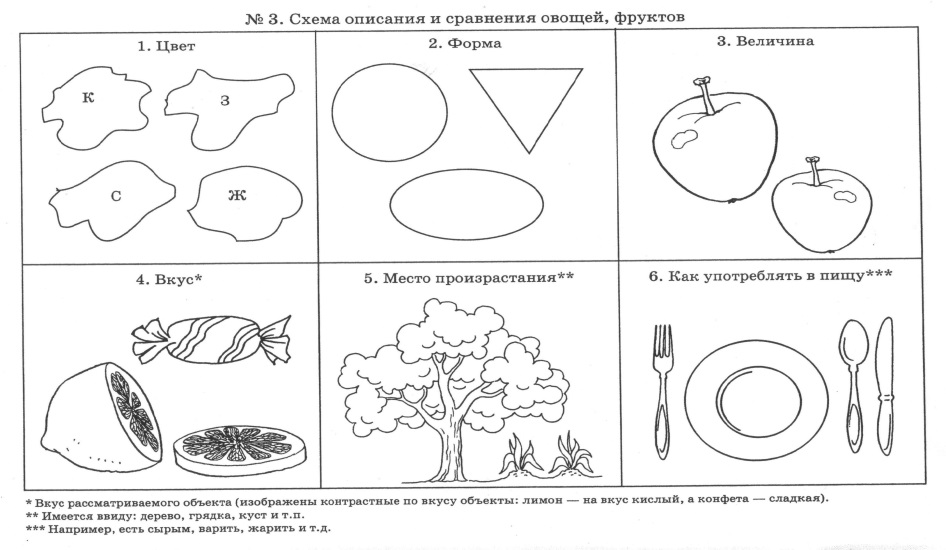 № 3. Схема описания и сравнения овощей, фруктов
1. Цвет
К
З
С
Ж
2. Форма
3. Величина
4. Вкус*
5. Место произрастания**
6. Как употреблять в пищу***
* Вкус рассматриваемого объекта (изображены контрастные по вкусу объекты: лимон — на вкус кислый, а конфета — сладкая).
** Имеется ввиду: дерево, грядка, куст и т.п.
*** Например, есть сырым, варить, жарить и т.д.